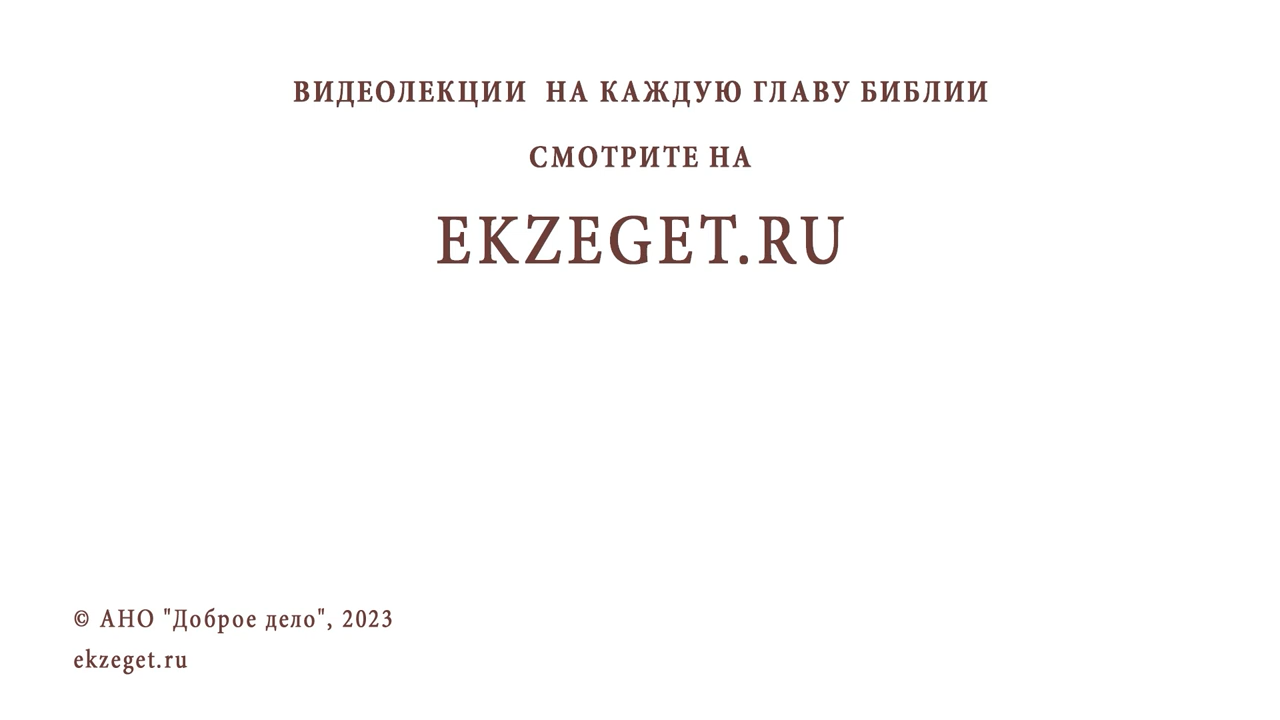 ВИДЕОЛЕКЦИИ НА КАЖДУЮ ГЛАВУ БИБЛИИ
СМОТРИТЕ НА
EKZEGET.RU
© АНО "Доброе дело", 2023
ekzeget.ru